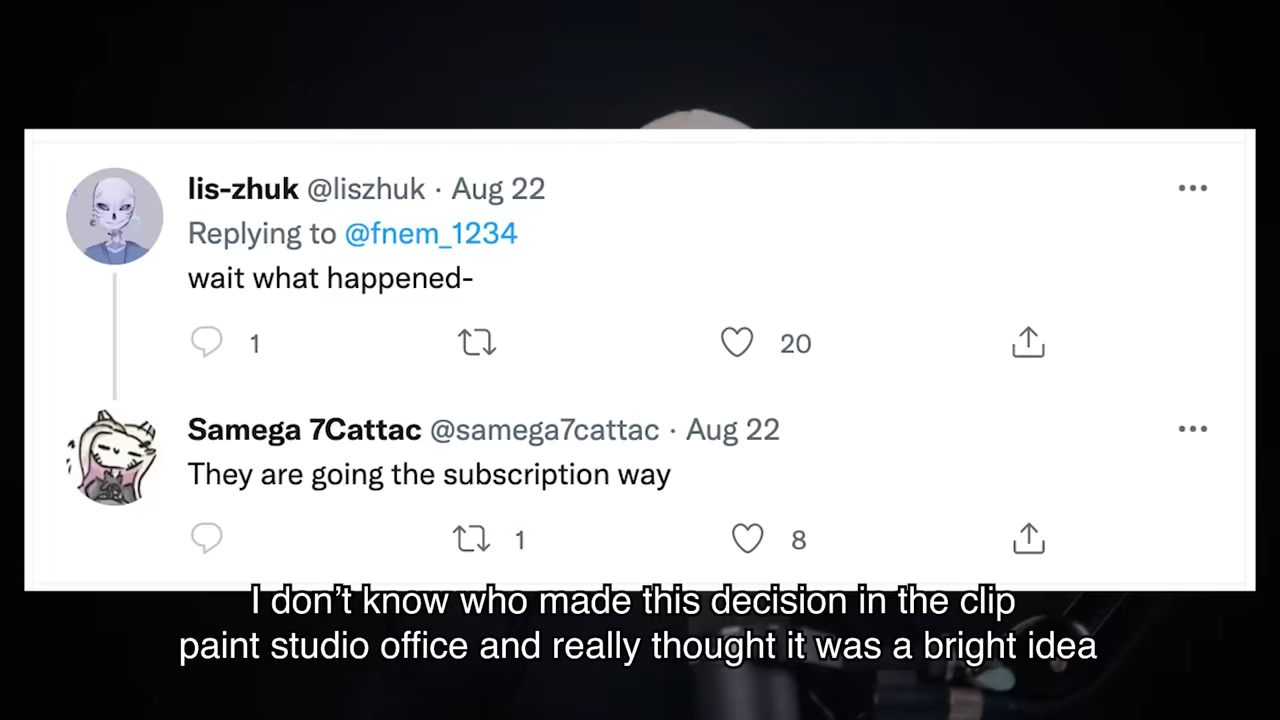 lis-zhuk @liszhuk · Aug 22
Replying to @fnem_1234
wait what happened-
1
20
Samega 7Cattac @samega7cattac · Aug 22
They are going the subscription way
1
8
I don't know who made this decision in the clip
paint studio office and really thought it was a bright idea